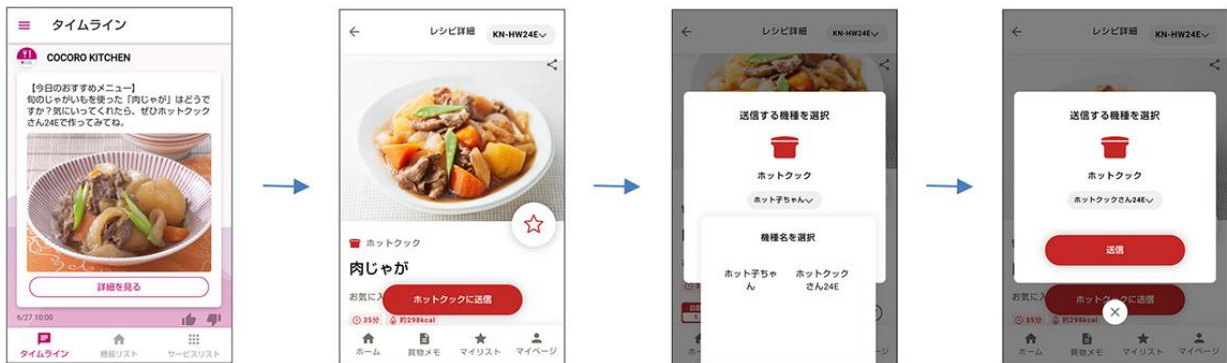 タイムライン
COCORO KITCHEN
【今日のおすすめメニュー】
旬のじゃがいもを使った「肉じゃが」はどうで
すか?気にいってくれたら、ぜひホットクック
さん24Eで作ってみてね。
詳細を見る
6/27 10:00
タイムライン
機器リスト
サービスリスト
レシピ詳細
KN-HW24E
ホットクック
肉じゃが
お気に入
ホットクックに送信
35分
約298kcal
ホーム
買物メモ
マイリスト
マイページ
レシピ詳細
KN-HW24E
送信する機種を選択
ホットクック
ホット子ちゃん
機種名を選択
ホット子ちゃ
ん
ホットクック
さん24E
レシピ詳細
KN-HW24E
送信する機種を選択
ホットクック
ホットクックさん24E
送信
お気に入
ホットクックに送信
35分
約298kcal
ホーム
買物メモ
マイリスト
マイページ